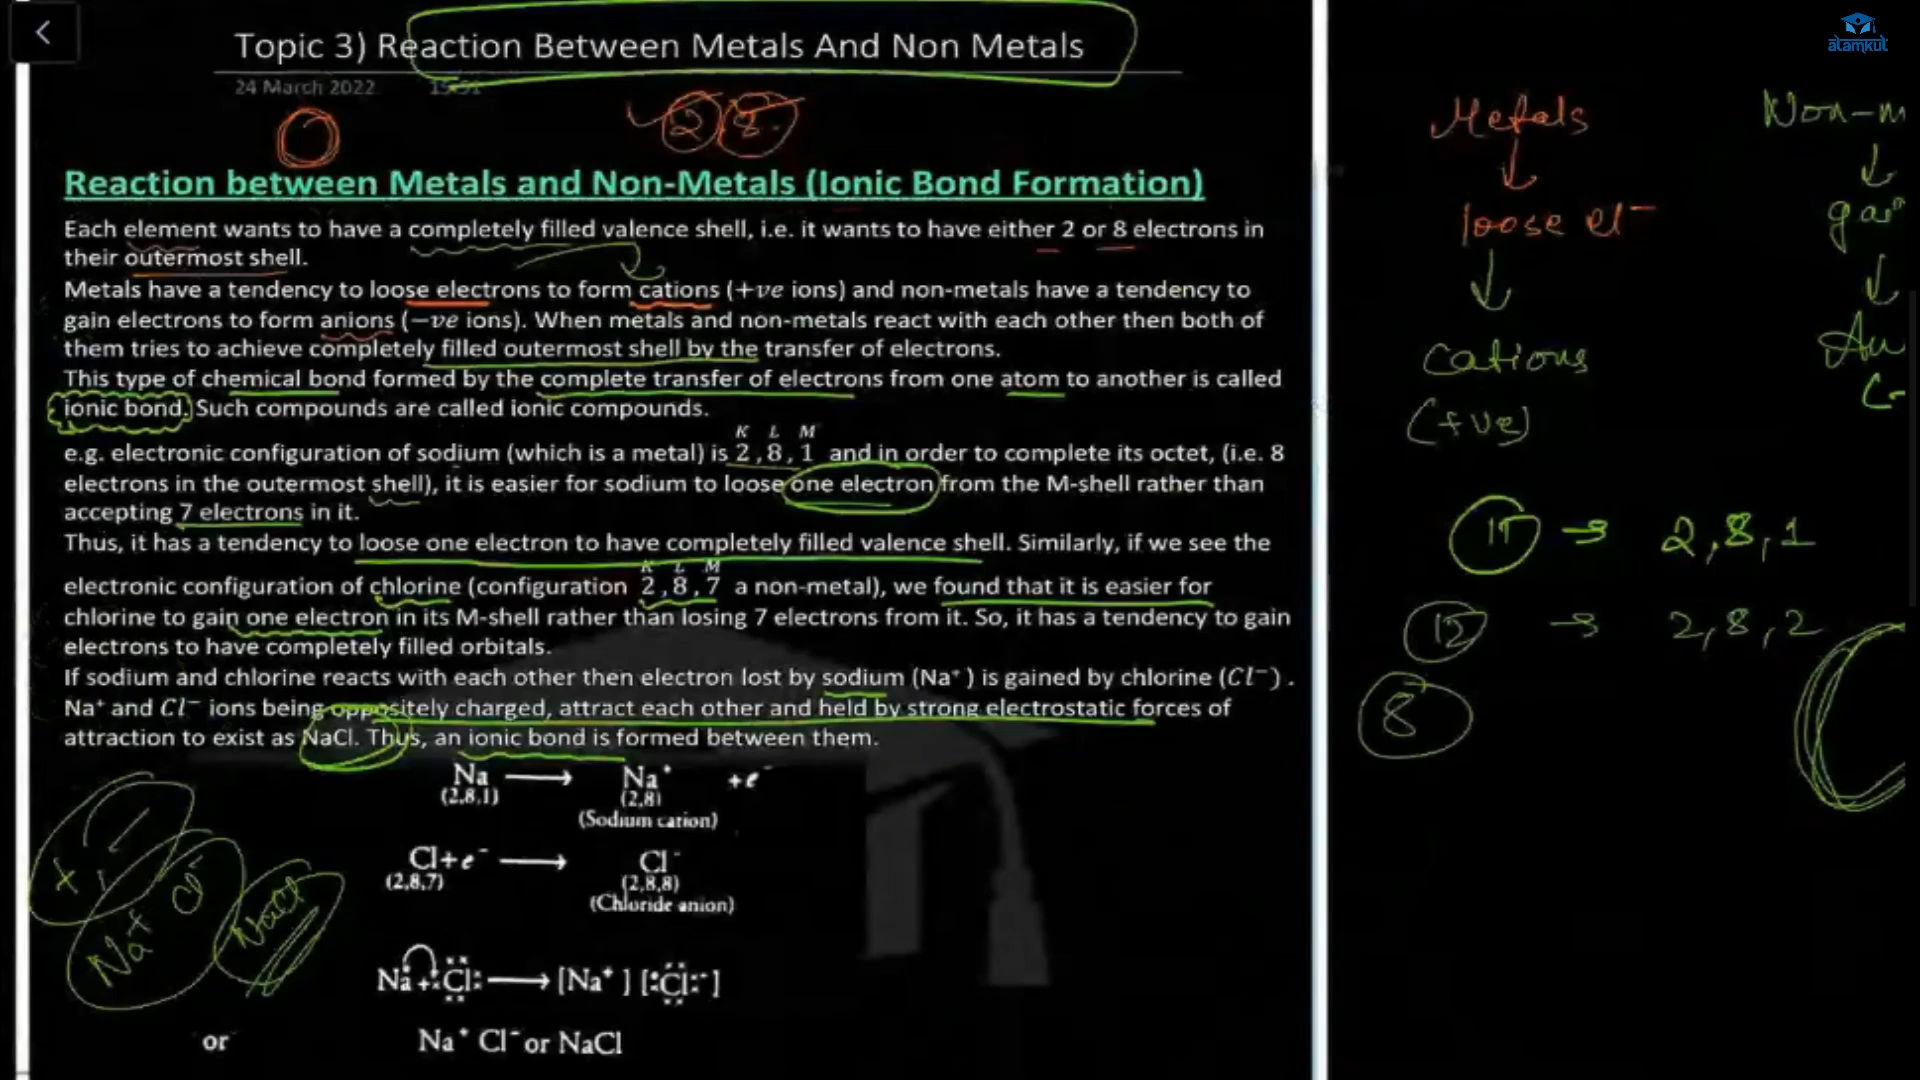 Topic 3) Reaction Between Metals And Non Metals
24 March 2022 15:51
2 8
Reaction between Metals and Non-Metals (Ionic Bond Formation)
Each element wants to have a completely filled valence shell, i.e. it wants to have either 2 or 8 electrons in
their outermost shell.
Metals have a tendency to loose electrons to form cations (+ve ions) and non-metals have a tendency to
gain electrons to form anions (−ve ions). When metals and non-metals react with each other then both of
them tries to achieve completely filled outermost shell by the transfer of electrons.
This type of chemical bond formed by the complete transfer of electrons from one atom to another is called
ionic bond. Such compounds are called ionic compounds.
K L M
e.g. electronic configuration of sodium (which is a metal) is 2 , 8 , 1 and in order to complete its octet, (i.e. 8
electrons in the outermost shell), it is easier for sodium to loose one electron from the M-shell rather than
accepting 7 electrons in it.
Thus, it has a tendency to loose one electron to have completely filled valence shell. Similarly, if we see the
K L M
electronic configuration of chlorine (configuration 2 , 8 , 7 a non-metal), we found that it is easier for
chlorine to gain one electron in its M-shell rather than losing 7 electrons from it. So, it has a tendency to gain
electrons to have completely filled orbitals.
If sodium and chlorine reacts with each other then electron lost by sodium (Na⁺) is gained by chlorine (Cl⁻) .
Na⁺ and Cl⁻ ions being oppositely charged, attract each other and held by strong electrostatic forces of
attraction to exist as NaCl. Thus, an ionic bond is formed between them.
Na ⟶ Na⁺ +e⁻
(2,8,1) (2,8)
(Sodium cation)
Cl+e⁻ ⟶ Cl⁻
(2,8,7) (2,8,8)
(Chloride anion)
Na + Cl ⟶ [Na⁺] [Cl⁻]
or Na⁺ Cl⁻ or NaCl
+ −
Na⁺ Cl⁻
NaCl
alamkut
Metals Non-m
↓ ↓
loose el⁻ gain
↓ ↓
Cations An
(+ve) (-
11 → 2,8,1
12 → 2,8,2
8